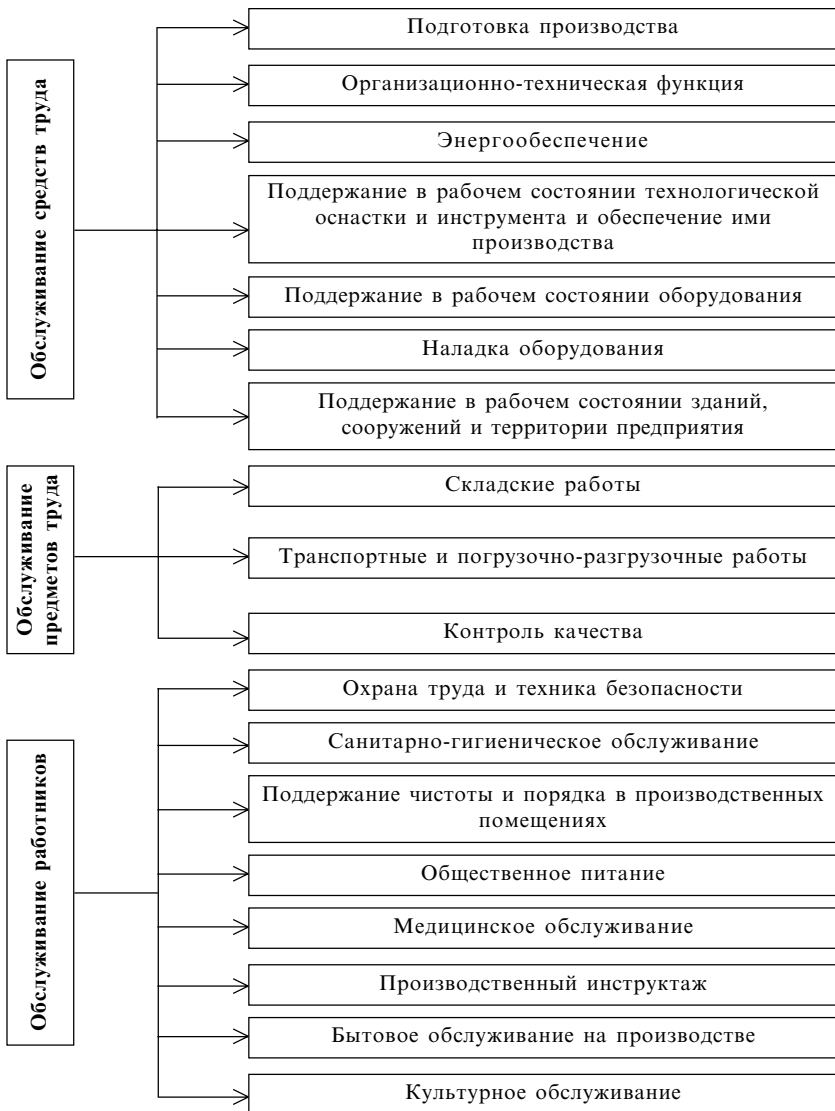 Обслуживание средств труда
Подготовка производства
Организационно-техническая функция
Энергообеспечение
Поддержание в рабочем состоянии технологической
оснастки и инструмента и обеспечение ими
производства
Поддержание в рабочем состоянии оборудования
Наладка оборудования
Поддержание в рабочем состоянии зданий,
сооружений и территории предприятия
Обслуживание
предметов труда
Складские работы
Транспортные и погрузочно-разгрузочные работы
Контроль качества
Обслуживание работников
Охрана труда и техника безопасности
Санитарно-гигиеническое обслуживание
Поддержание чистоты и порядка в производственных
помещениях
Общественное питание
Медицинское обслуживание
Производственный инструктаж
Бытовое обслуживание на производстве
Культурное обслуживание